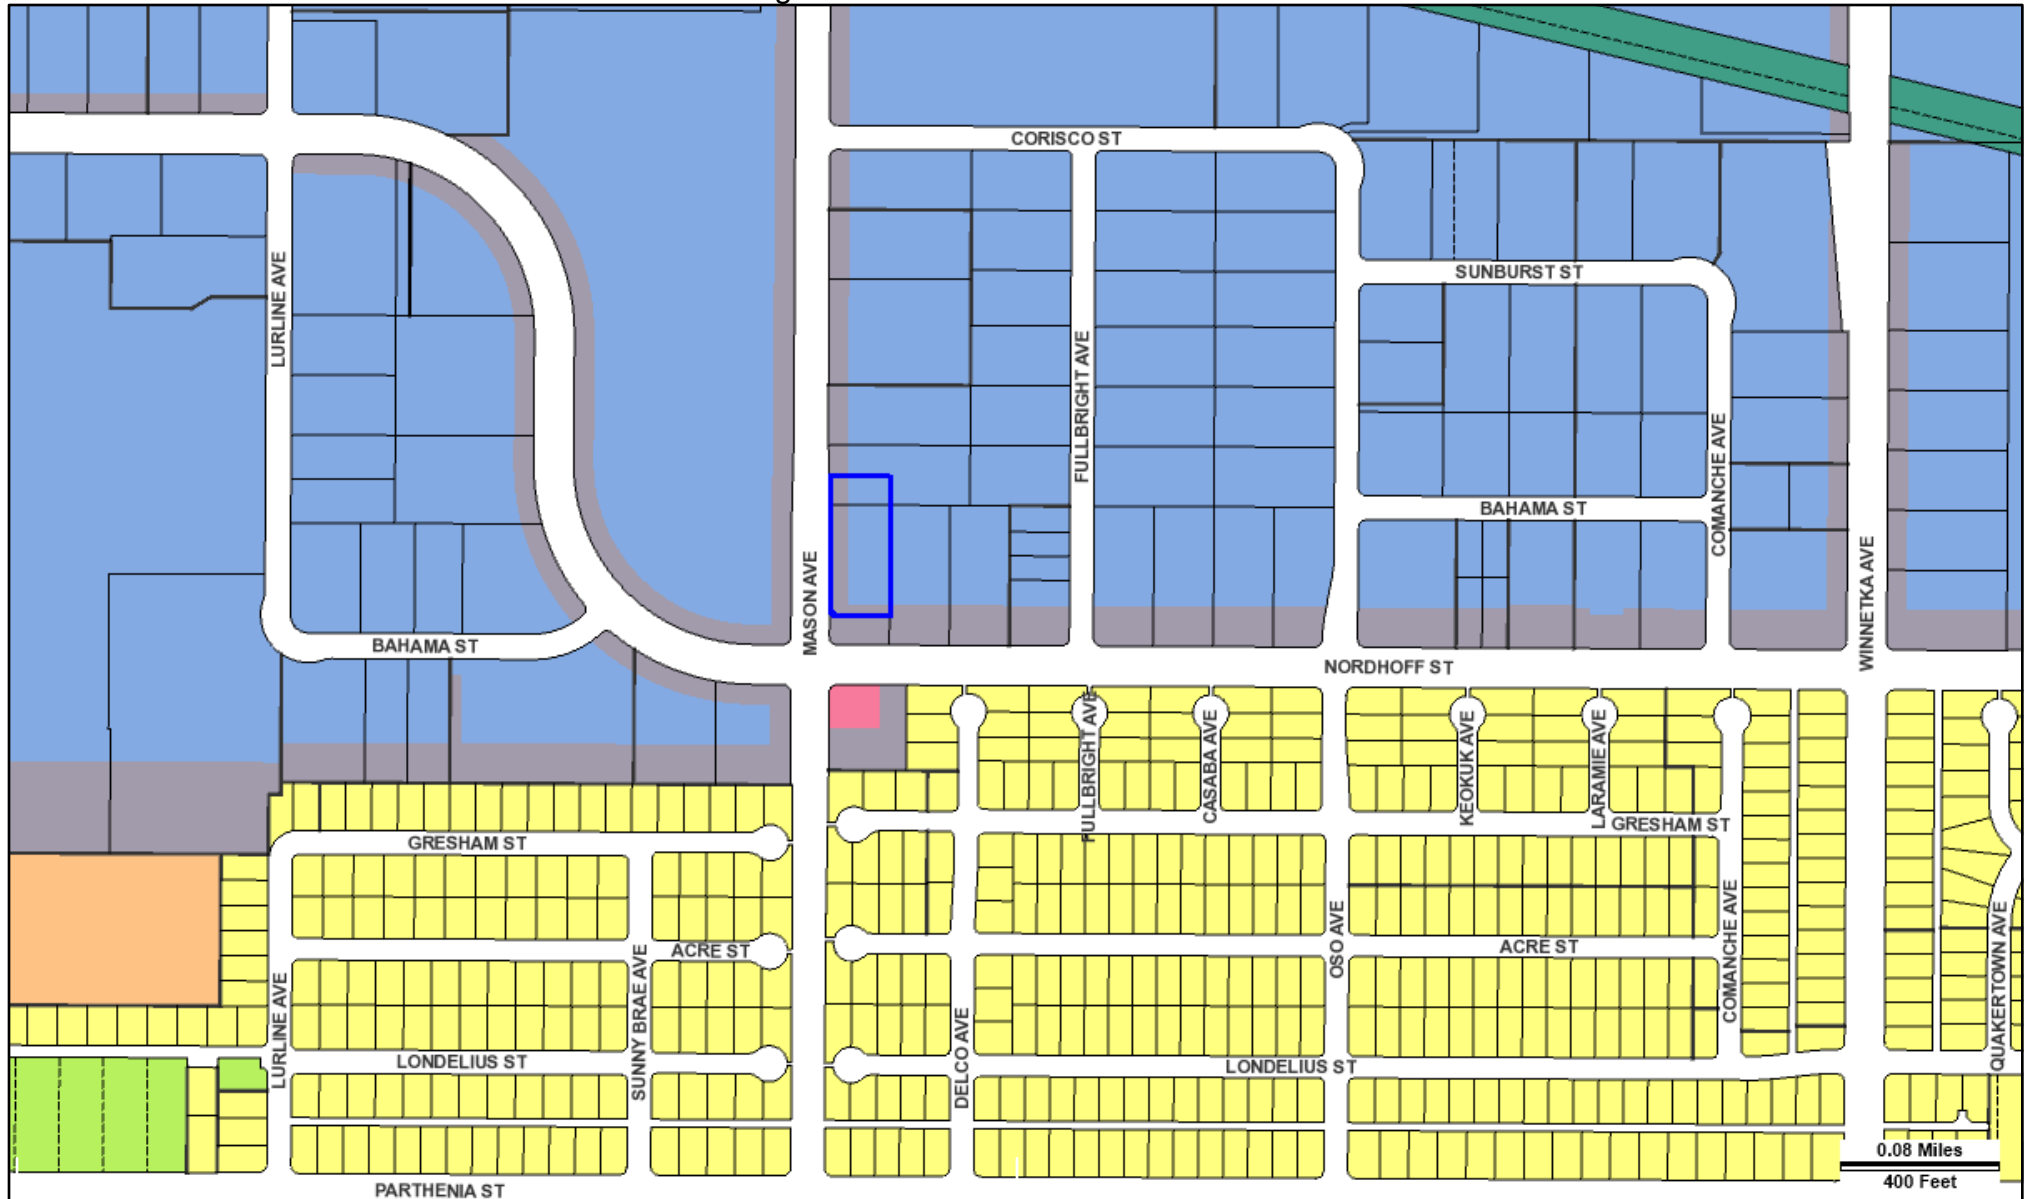 CORISCO ST
LURLINE AVE
SUNBURST ST
FULLBRIGHT AVE
COMANCHE AVE
BAHAMA ST
MASON AVE
WINNETKA AVE
BAHAMA ST
NORDHOFF ST
FULLBRIGHT AVE
CASABA AVE
KEOKUK AVE
LARAMIE AVE
GRESHAM ST
GRESHAM ST
COMANCHE AVE
OSO AVE
QUAKERTOWN AVE
ACRE ST
ACRE ST
SUNNY BRAE AVE
LURLINE AVE
DELCO AVE
LONDELIUS ST
LONDELIUS ST
0.08 Miles
400 Feet
PARTHENIA ST